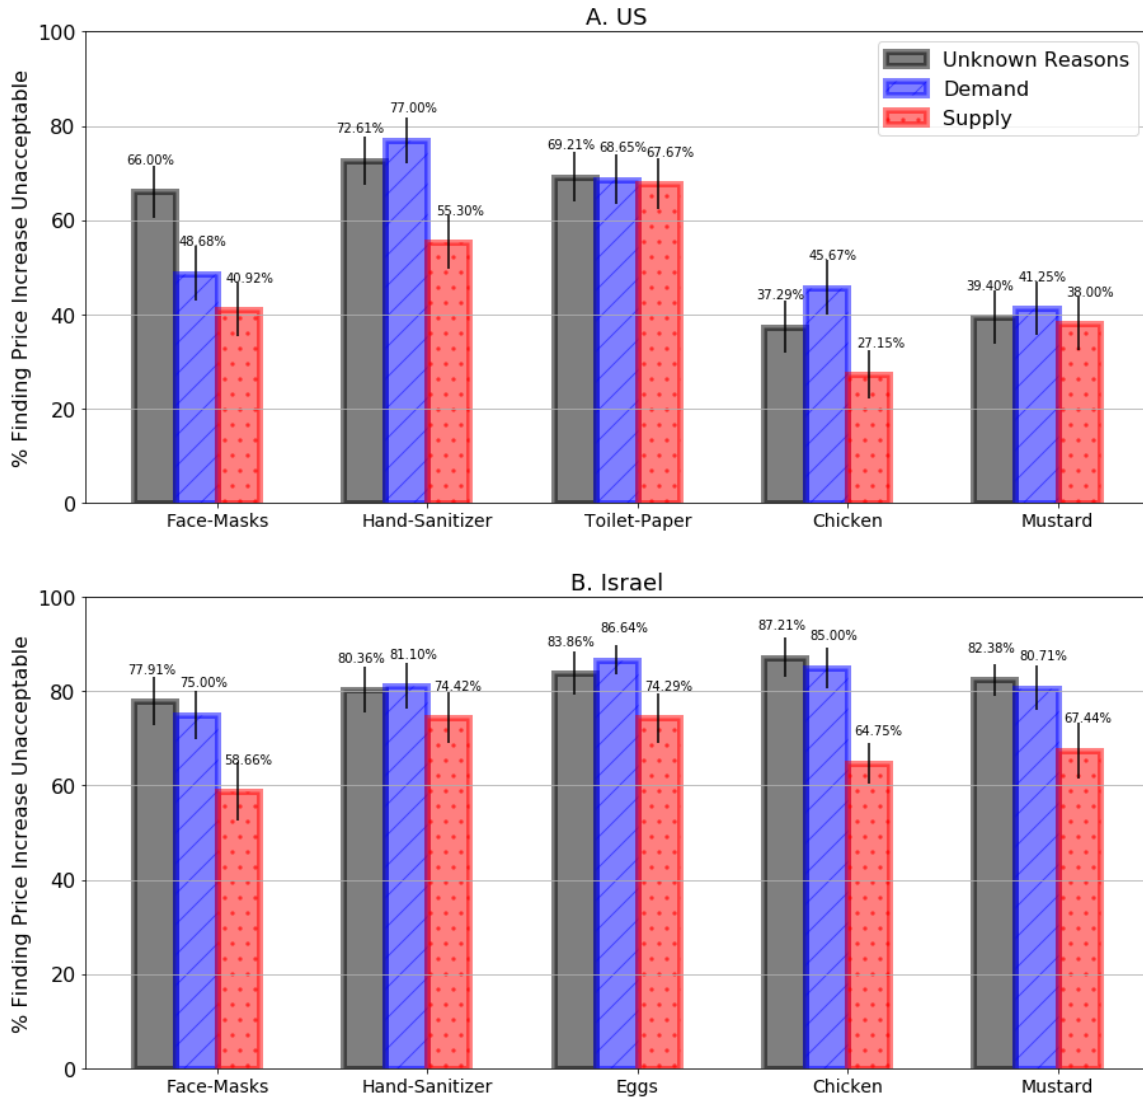 A. US
% Finding Price Increase Unacceptable
100
80
60
40
20
0
Unknown Reasons
Demand
Supply
66.00%
48.68%
40.92%
72.61%
77.00%
55.30%
69.21%
68.65%
67.67%
37.29%
45.67%
27.15%
39.40%
41.25%
38.00%
Face-Masks
Hand-Sanitizer
Toilet-Paper
Chicken
Mustard
B. Israel
% Finding Price Increase Unacceptable
100
80
60
40
20
0
77.91%
75.00%
58.66%
80.36%
81.10%
74.42%
83.86%
86.64%
74.29%
87.21%
85.00%
64.75%
82.38%
80.71%
67.44%
Face-Masks
Hand-Sanitizer
Eggs
Chicken
Mustard